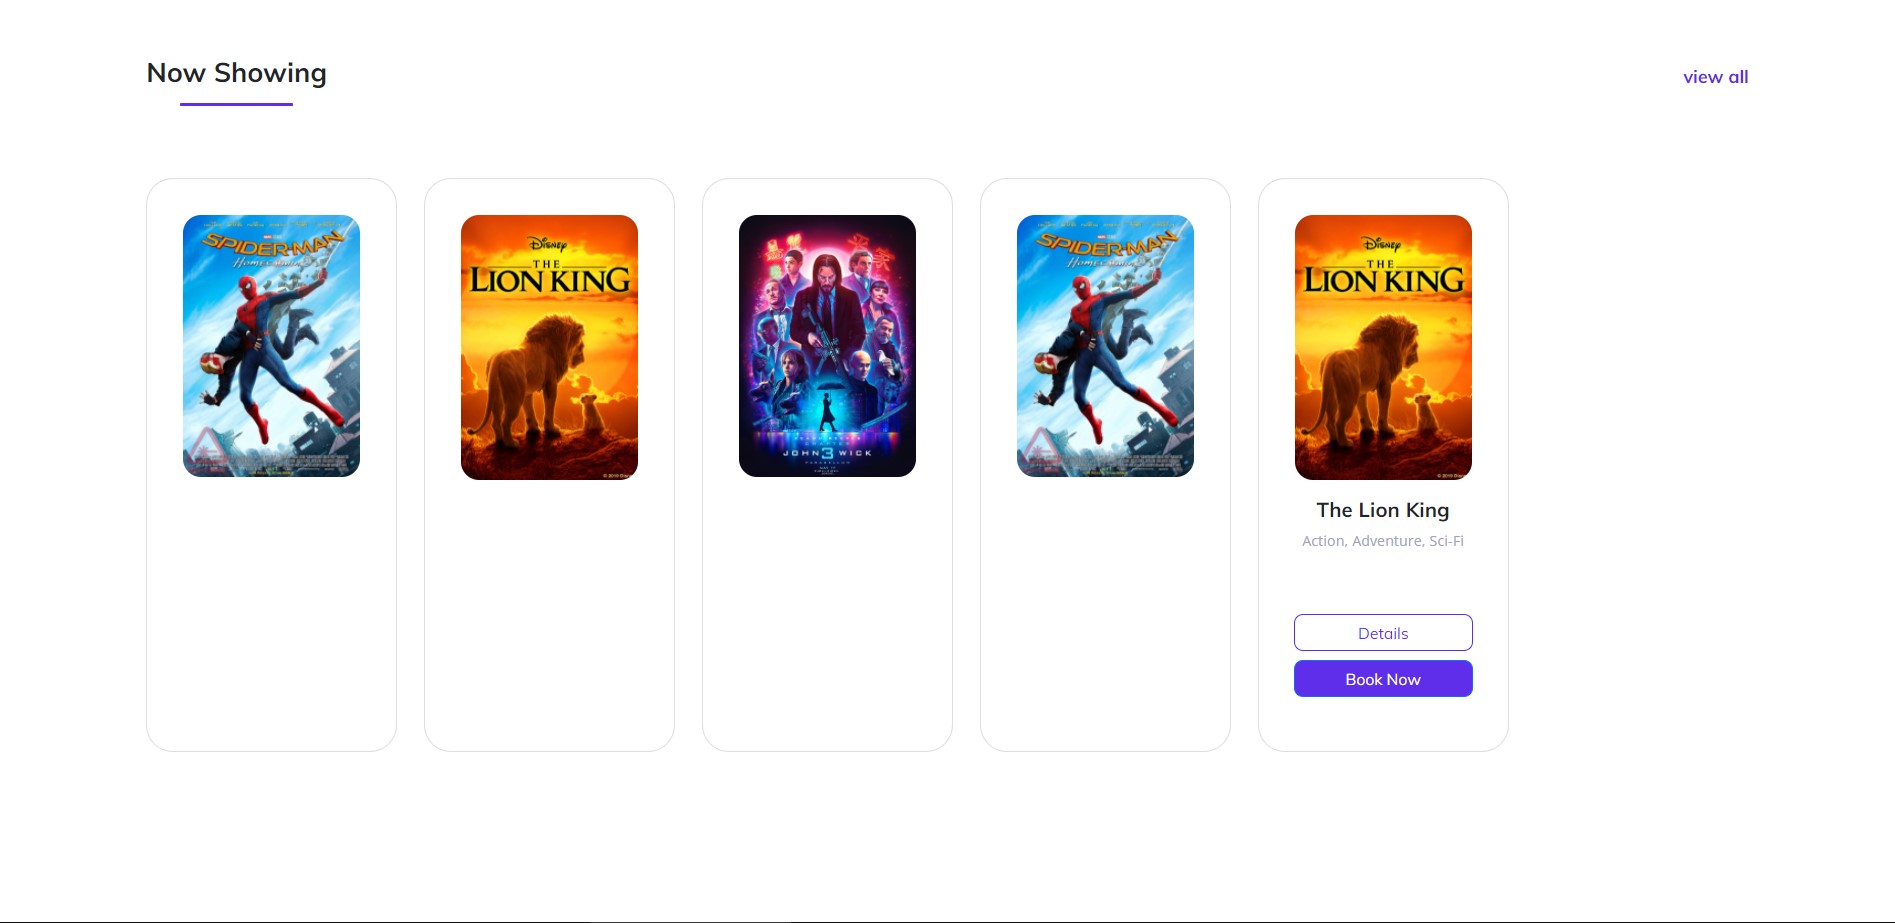 Now Showing
view all
SPIDER-MAN
HOMECOMING
Disney
THE
LION KING
JOHN 3 WICK
SPIDER-MAN
HOMECOMING
Disney
THE
LION KING
The Lion King
Action, Adventure, Sci-Fi
Details
Book Now